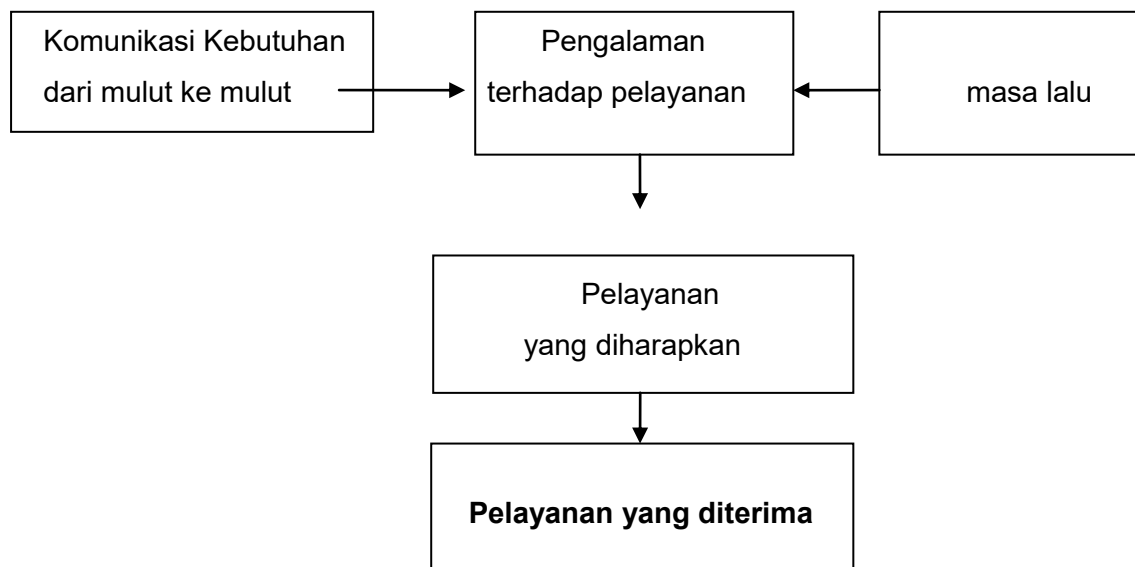 Komunikasi Kebutuhan
dari mulut ke mulut
Pengalaman
terhadap pelayanan
masa lalu
Pelayanan
yang diharapkan
Pelayanan yang diterima